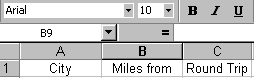 Arial 10 B I U
B9 =
A B C
1 City Miles from Round Trip